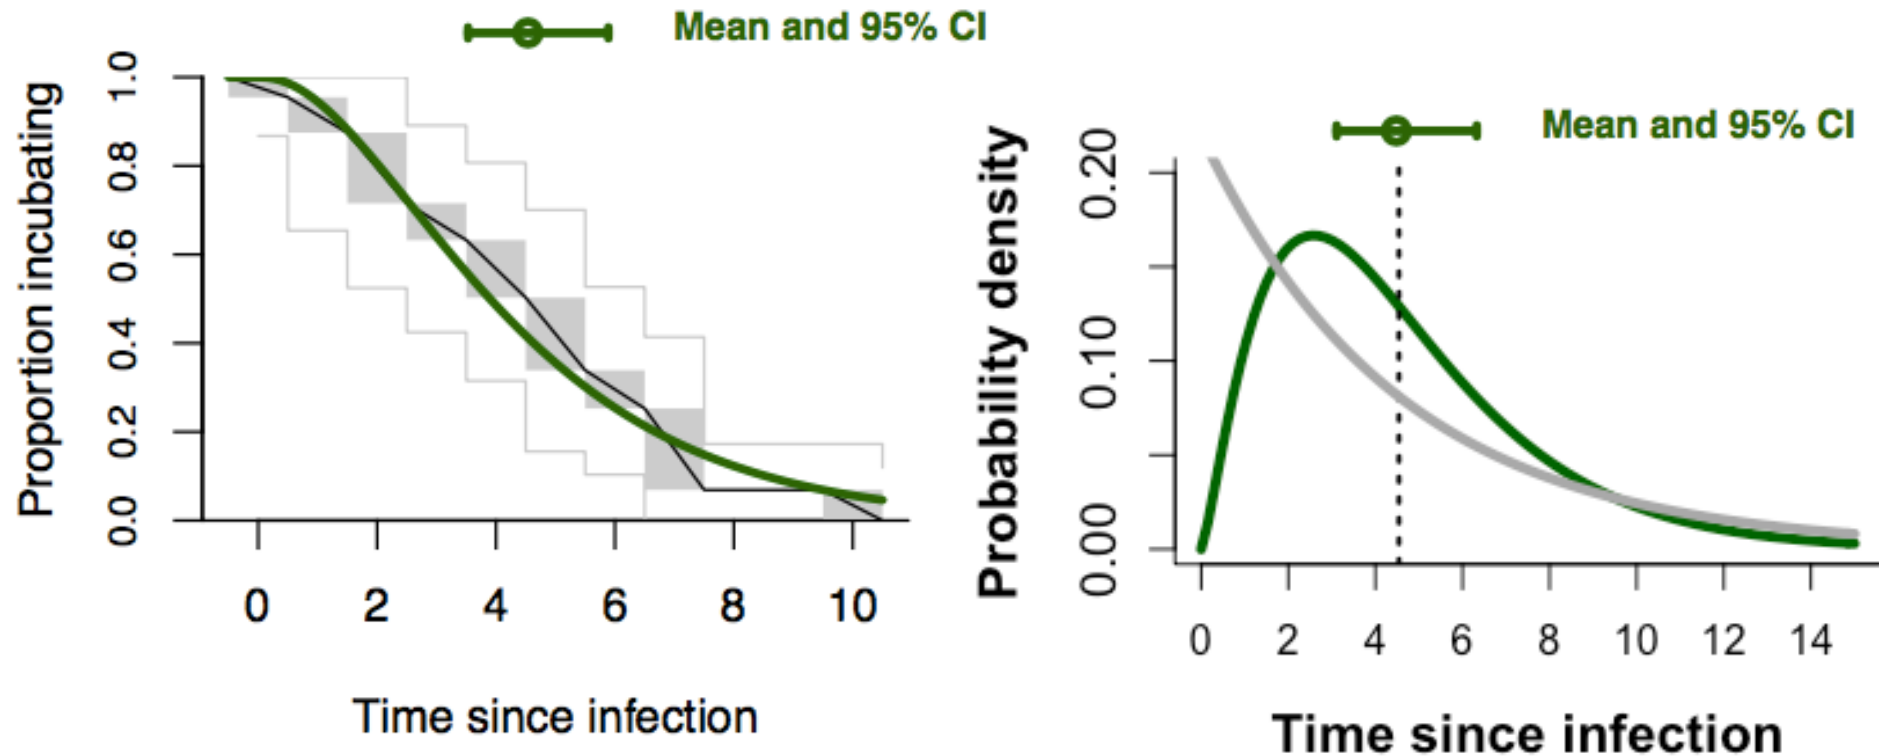 Mean and 95% CI
Proportion incubating
1.0
0.8
0.6
0.4
0.2
0.0
0 2 4 6 8 10
Time since infection
Mean and 95% CI
Probability density
0.20
0.10
0.00
0 2 4 6 8 10 12 14
Time since infection